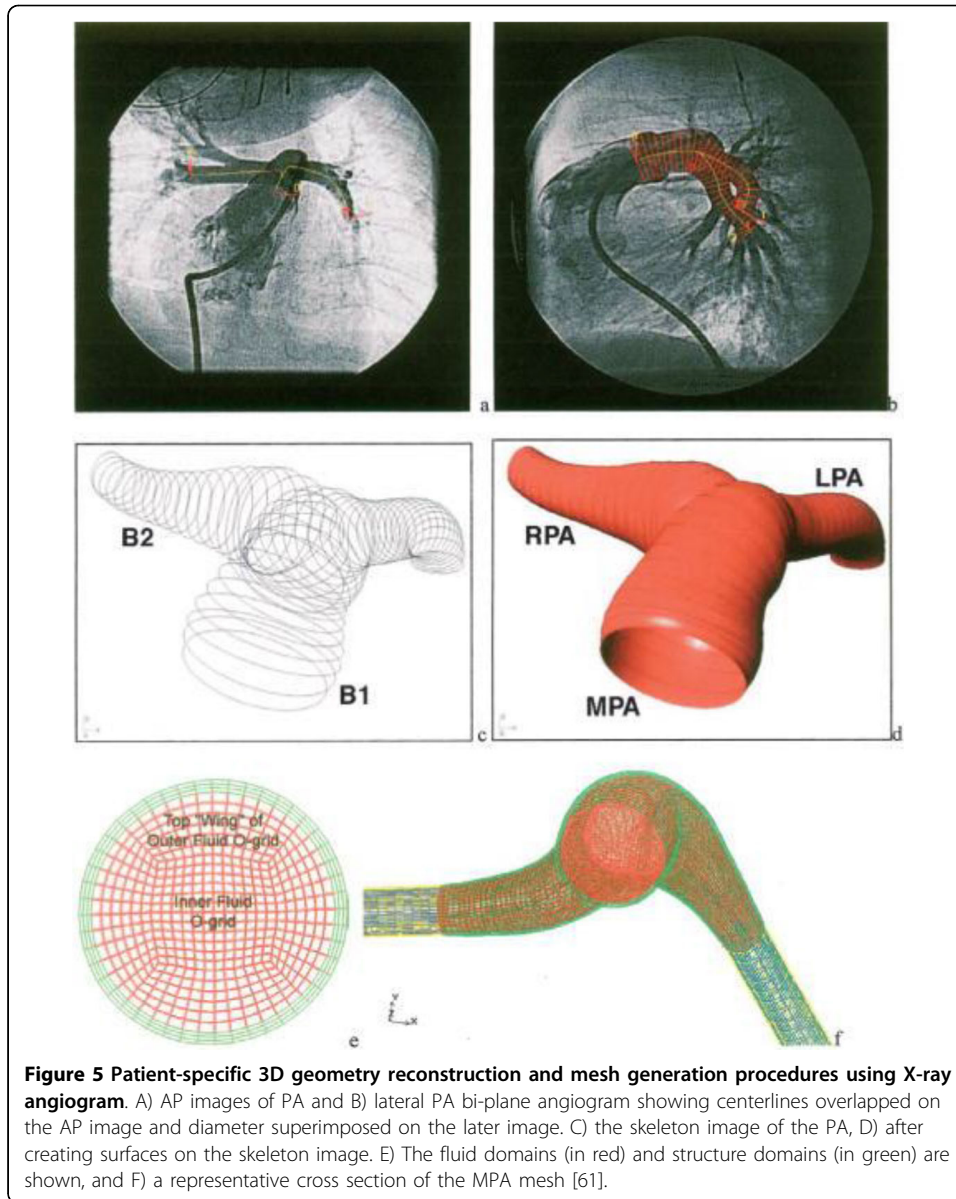 a
b
B2
B1
c
LPA
RPA
MPA
d
Top "Wing" of
Outer Fluid O-grid
Inner Fluid
O-grid
e
Y
Z
X
f
Figure 5 Patient-specific 3D geometry reconstruction and mesh generation procedures using X-ray
angiogram. A) AP images of PA and B) lateral PA bi-plane angiogram showing centerlines overlapped on
the AP image and diameter superimposed on the later image. C) the skeleton image of the PA, D) after
creating surfaces on the skeleton image. E) The fluid domains (in red) and structure domains (in green) are
shown, and F) a representative cross section of the MPA mesh [61].